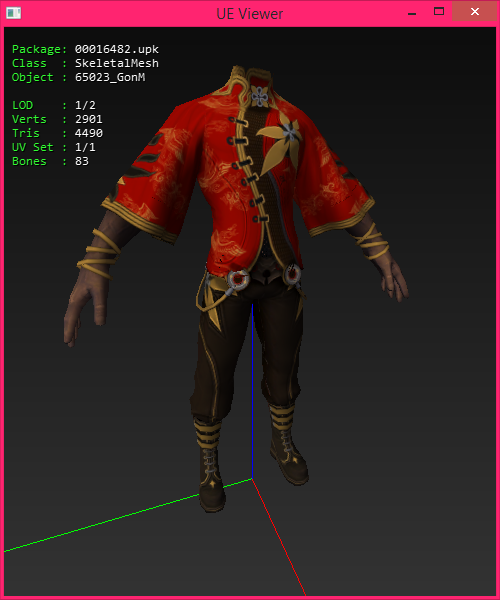 UE Viewer
Package: 00016482.upk
Class : SkeletalMesh
Object : 65023_GonM
LOD : 1/2
Verts : 2901
Tris : 4490
UV Set : 1/1
Bones : 83